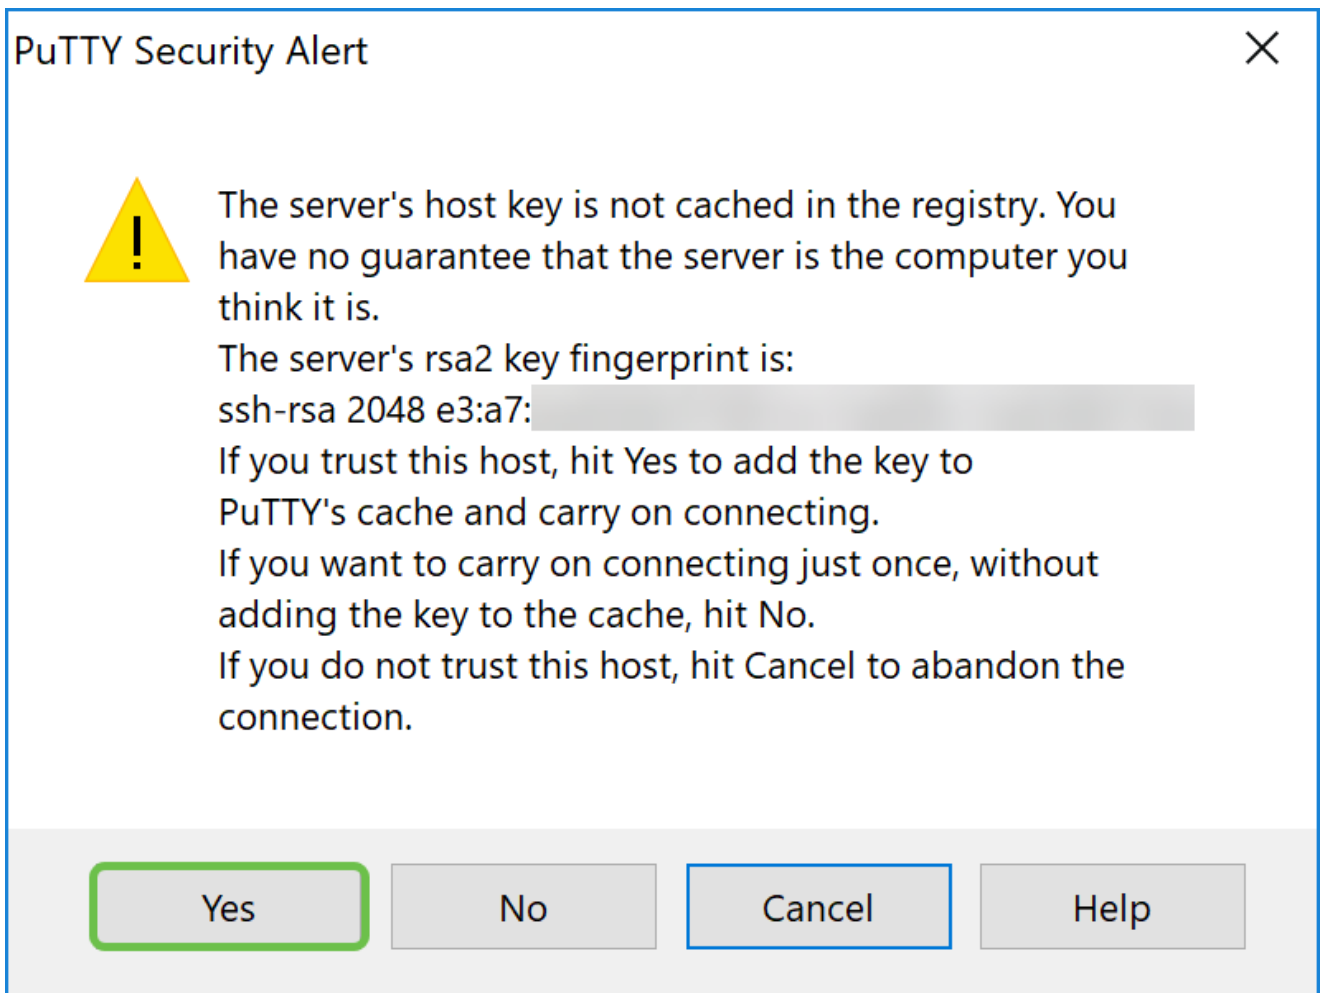 PuTTY Security Alert
The server's host key is not cached in the registry. You
have no guarantee that the server is the computer you
think it is.
The server's rsa2 key fingerprint is:
ssh-rsa 2048 e3:a7:
If you trust this host, hit Yes to add the key to
PuTTY's cache and carry on connecting.
If you want to carry on connecting just once, without
adding the key to the cache, hit No.
If you do not trust this host, hit Cancel to abandon the
connection.
Yes No Cancel Help